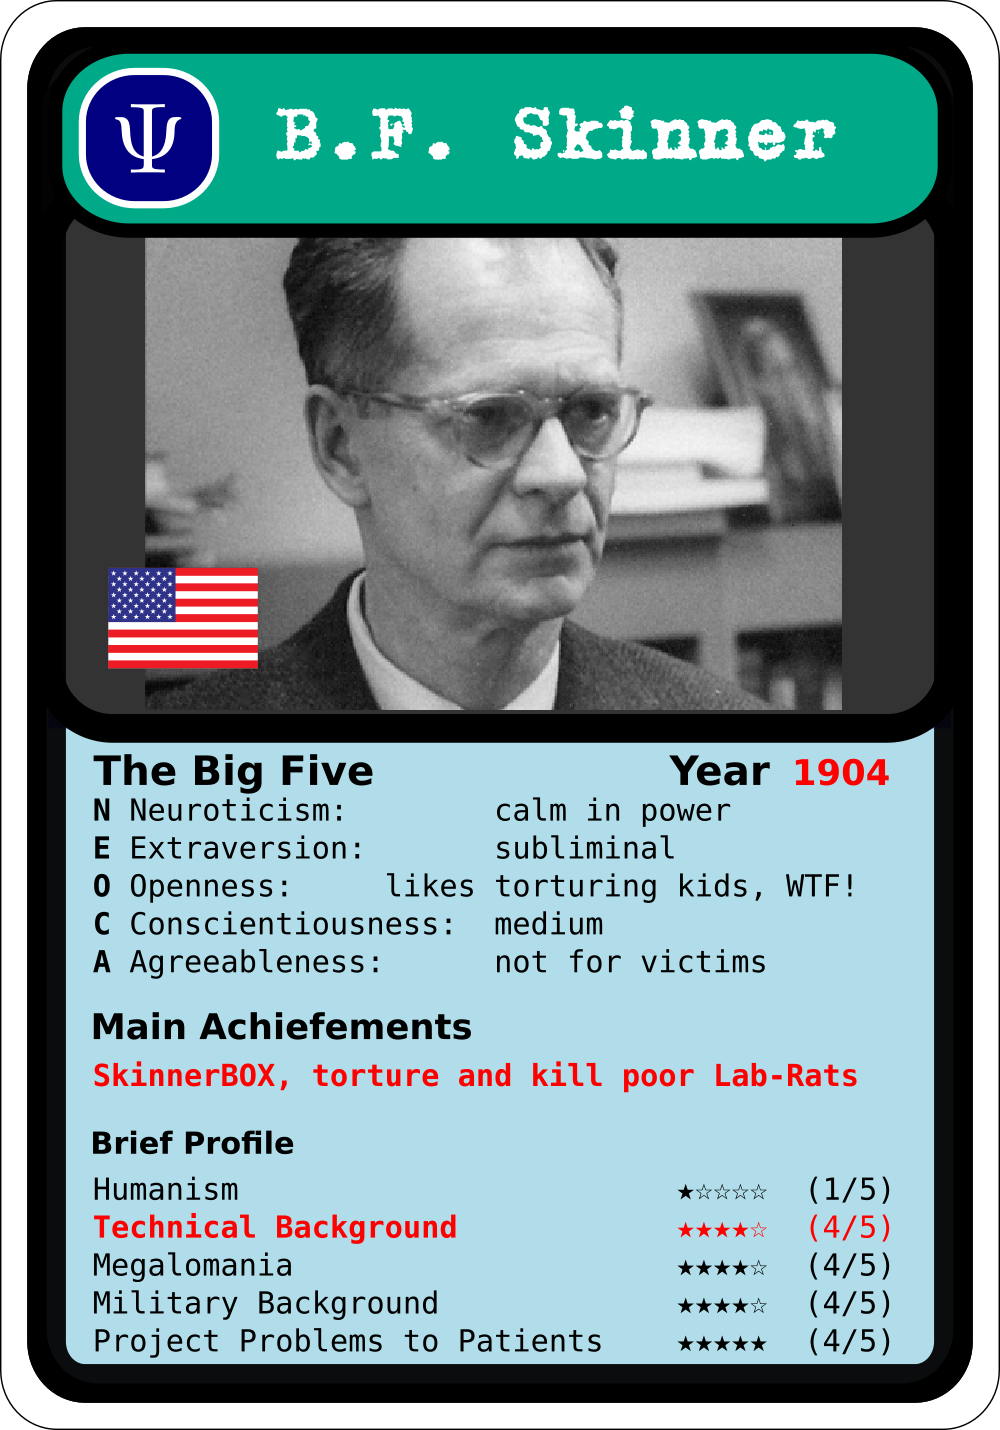 Ψ B.F. Skinner
The Big Five Year 1904
N Neuroticism: calm in power
E Extraversion: subliminal
O Openness: likes torturing kids, WTF!
C Conscientiousness: medium
A Agreeableness: not for victims
Main Achiefements
SkinnerBOX, torture and kill poor Lab-Rats
Brief Profile
Humanism ★☆☆☆☆ (1/5)
Technical Background ★★★★☆ (4/5)
Megalomania ★★★★☆ (4/5)
Military Background ★★★★☆ (4/5)
Project Problems to Patients ★★★★★ (4/5)